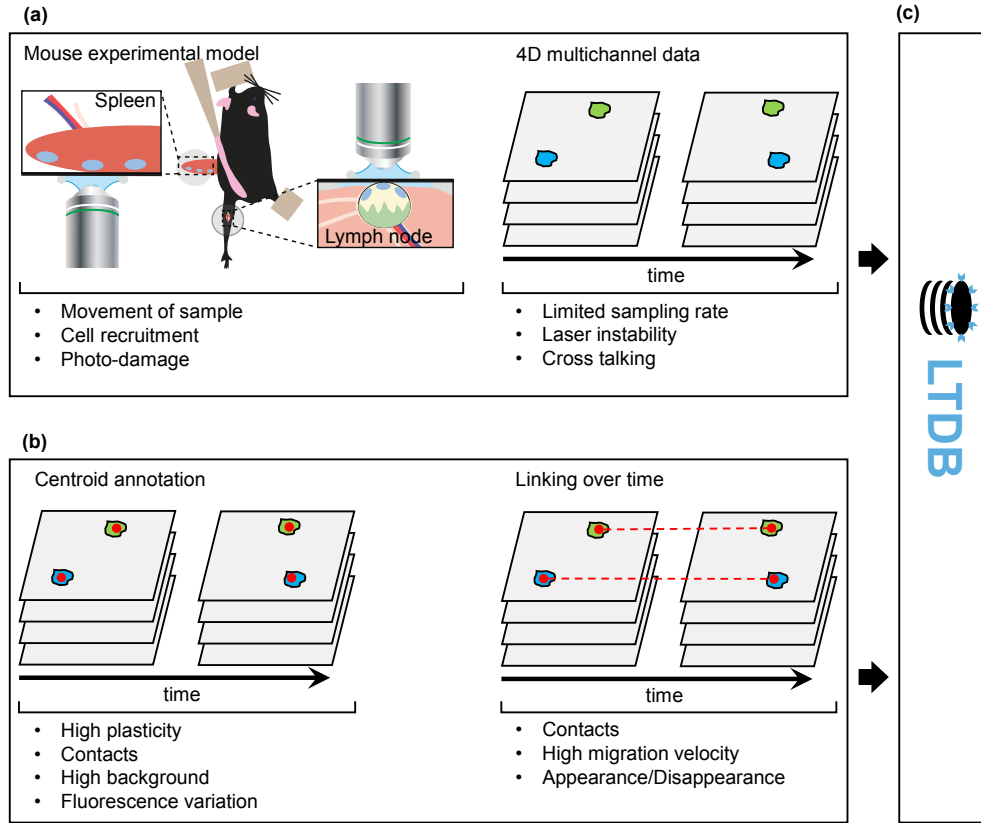 (a)
Mouse experimental model
Spleen
Lymph node
• Movement of sample
• Cell recruitment
• Photo-damage
4D multichannel data
time
• Limited sampling rate
• Laser instability
• Cross talking
(b)
Centroid annotation
time
• High plasticity
• Contacts
• High background
• Fluorescence variation
Linking over time
time
• Contacts
• High migration velocity
• Appearance/Disappearance
(c)
LTDB